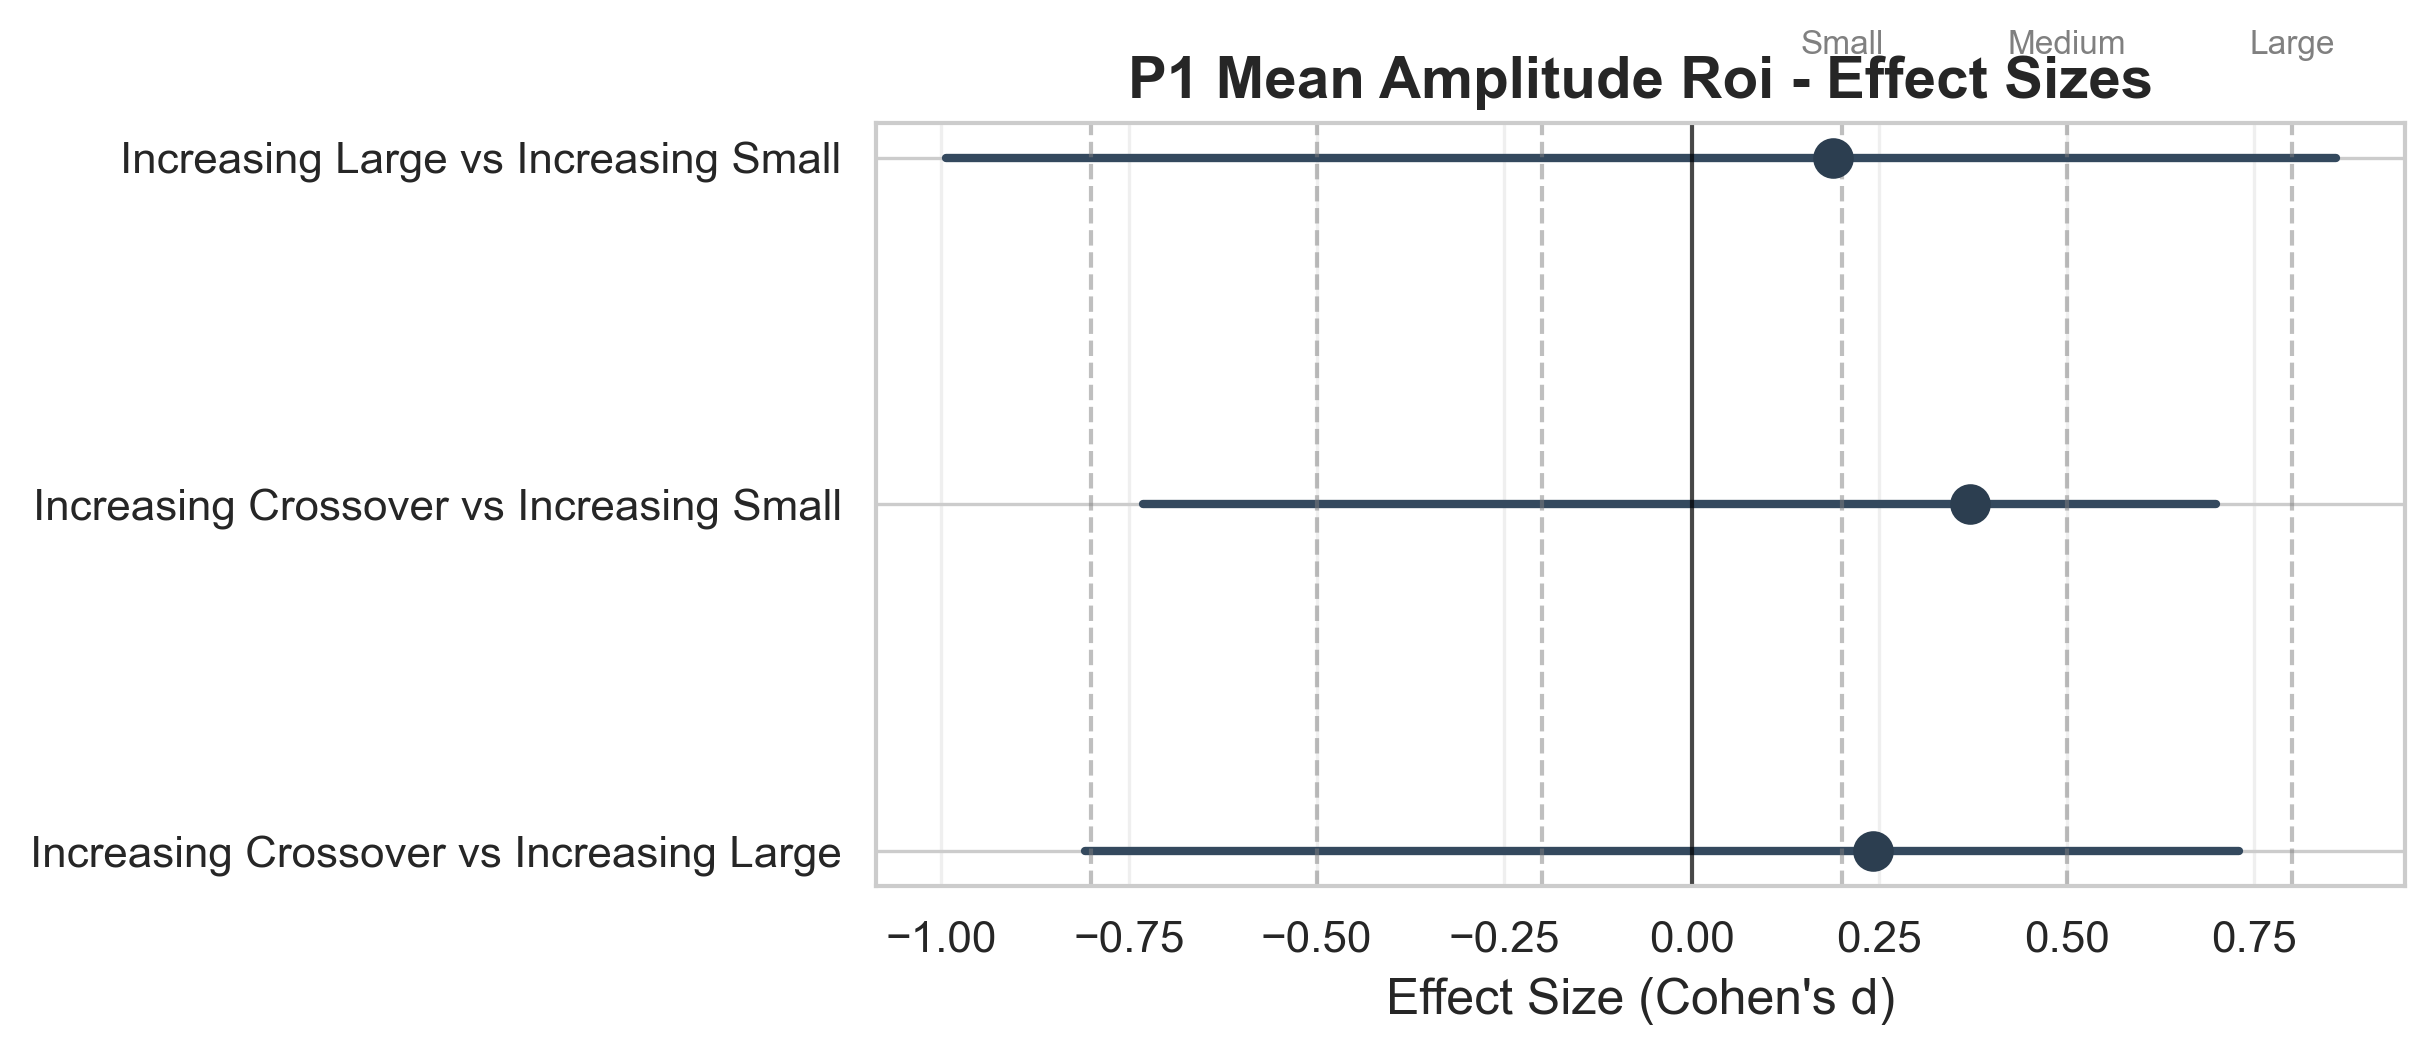 Small Medium Large
P1 Mean Amplitude Roi - Effect Sizes
Increasing Large vs Increasing Small
Increasing Crossover vs Increasing Small
Increasing Crossover vs Increasing Large
−1.00 −0.75 −0.50 −0.25 0.00 0.25 0.50 0.75
Effect Size (Cohen's d)